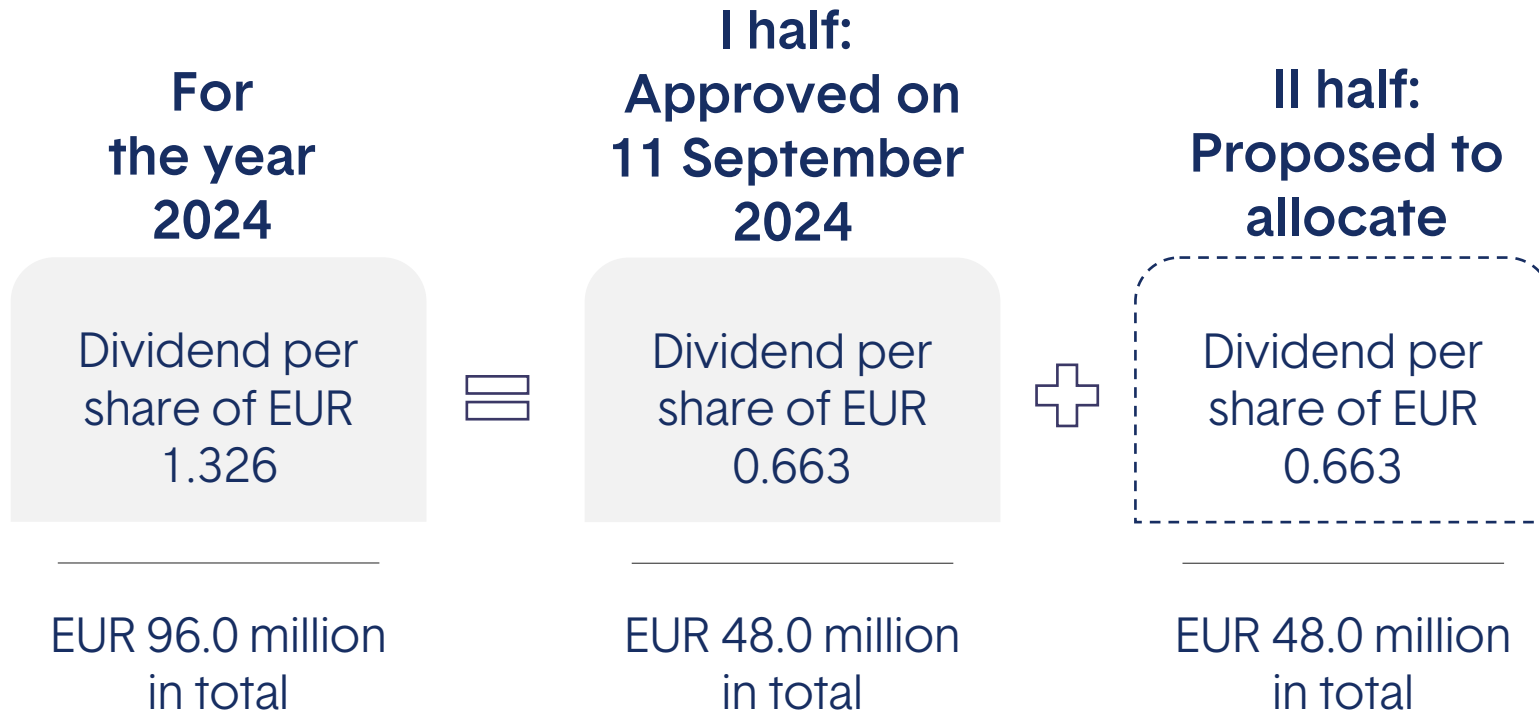 For
the year
2024
Dividend per
share of EUR
1.326
EUR 96.0 million
in total
I half:
Approved on
11 September
2024
Dividend per
share of EUR
0.663
EUR 48.0 million
in total
II half:
Proposed to
allocate
Dividend per
share of EUR
0.663
EUR 48.0 million
in total